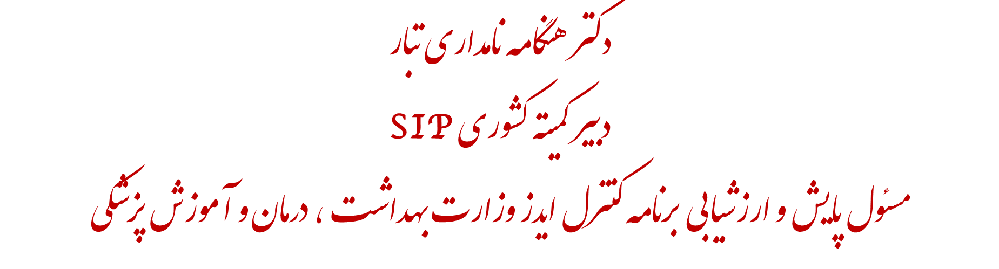 دکتر هنگامه نامداری تبار
دبیر کمیته کشوری SIP
مسئول پایش و ارزشیابی برنامه کنترل ایدز وزارت بهداشت ، درمان و آموزش پزشکی